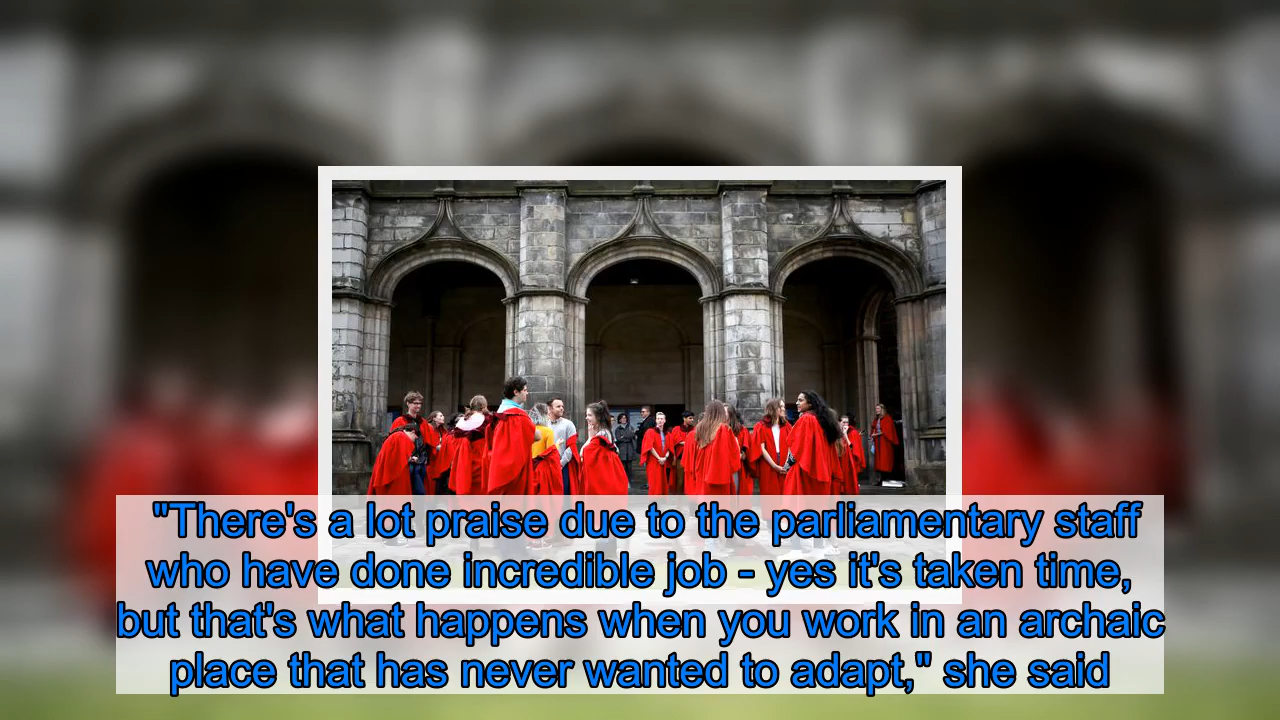 "There's a lot praise due to the parliamentary staff
who have done incredible job - yes it's taken time,
but that's what happens when you work in an archaic
place that has never wanted to adapt," she said